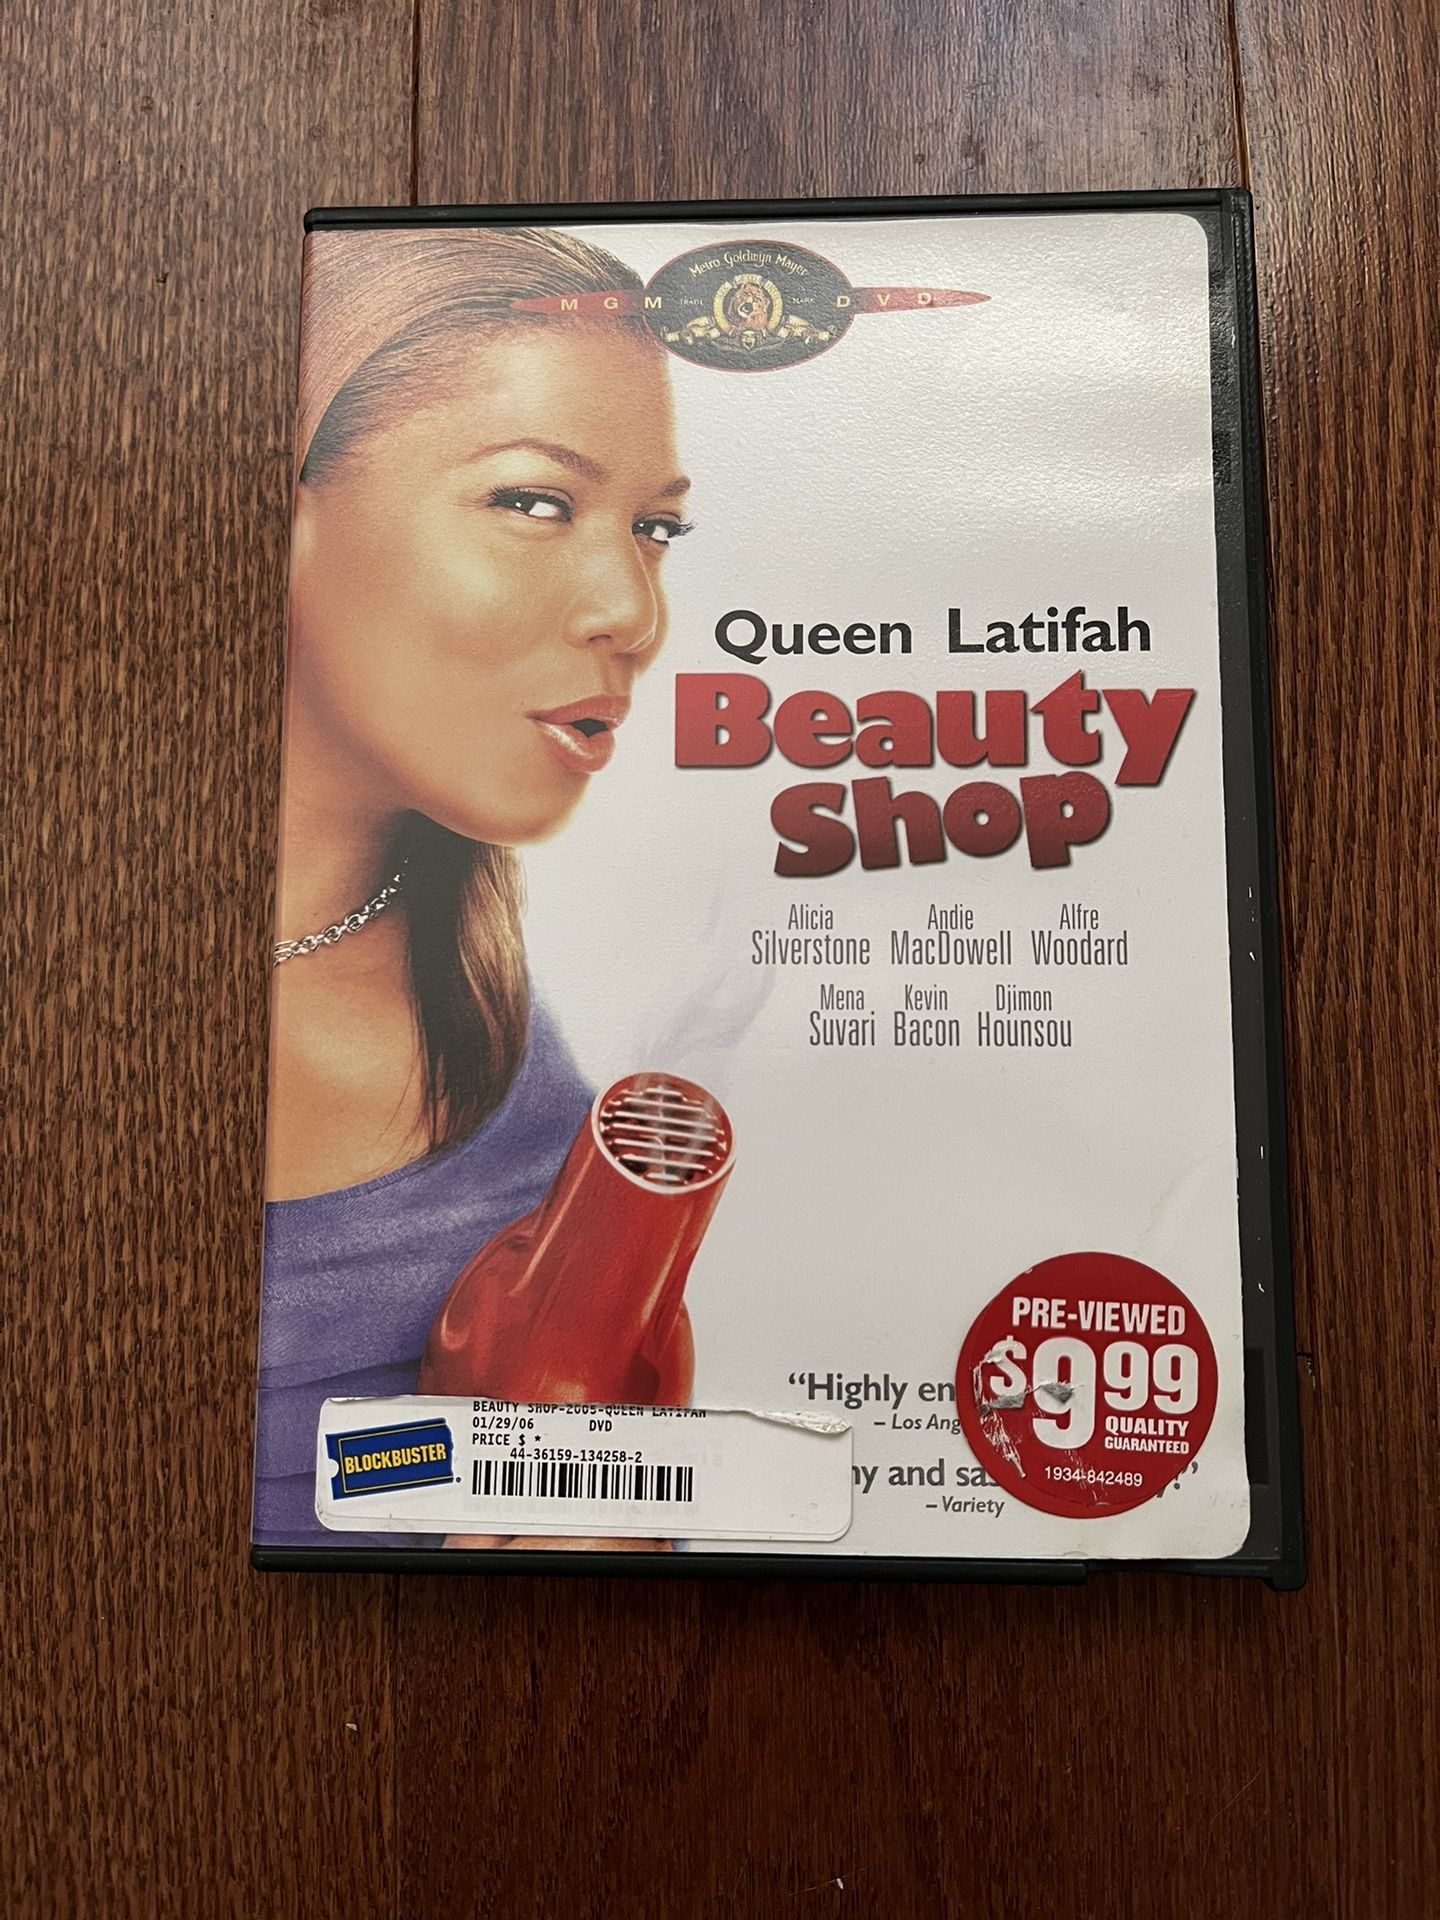 Metro Goldwyn Mayer
MGM TRADE MARK DVD
Queen Latifah
Beauty
Shop
Alicia Andie Alfre
Silverstone MacDowell Woodard
Mena Kevin Djimon
Suvari Bacon Hounsou
PRE-VIEWED
$9.99
QUALITY
GUARANTEED
1934-842489
“Highly en
– Los Ang
ny and sas
– Variety
BLOCKBUSTER
BEAUTY SHOP-2005-QUEEN LATIFAH
01/29/06 DVD
PRICE $ *
44-36159-134258-2